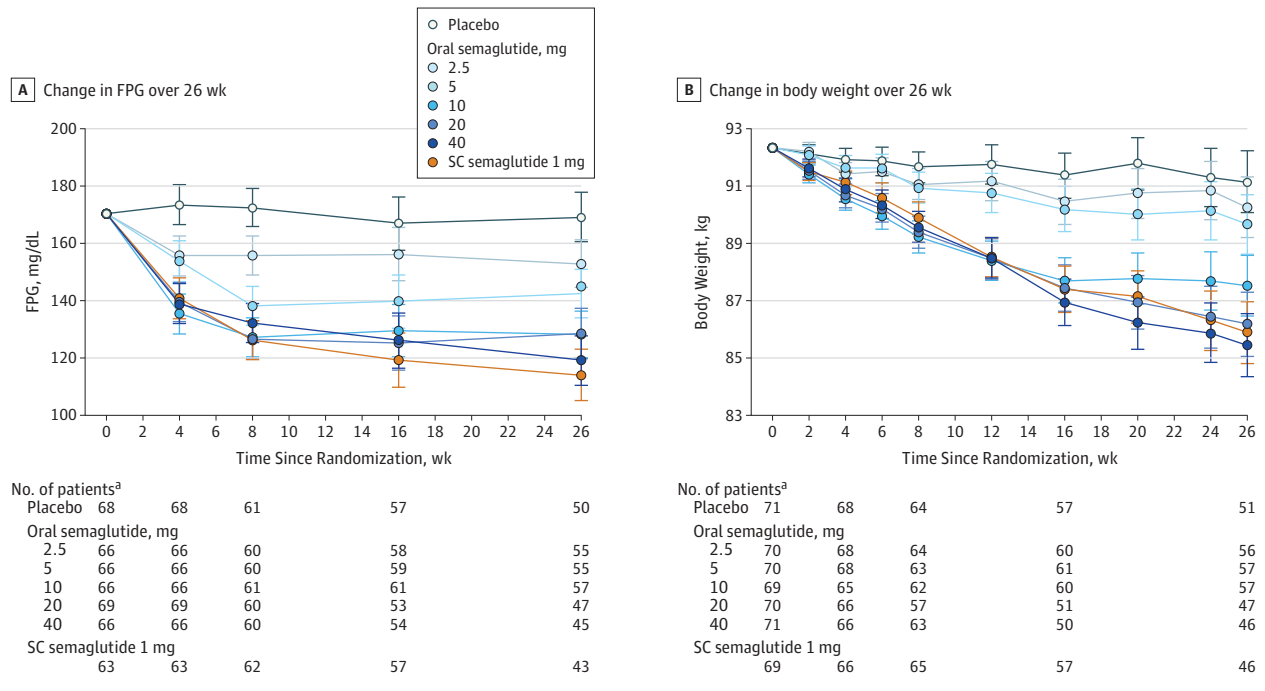 Placebo
Oral semaglutide, mg
2.5
5
10
20
40
SC semaglutide 1 mg
A Change in FPG over 26 wk
FPG, mg/dL
200
180
160
140
120
100
0 2 4 6 8 10 12 14 16 18 20 22 24 26
Time Since Randomization, wk
No. of patientsᵃ
Placebo 68 68 61 57 50
Oral semaglutide, mg
2.5 66 66 60 58 55
5 66 66 60 59 55
10 66 66 61 61 57
20 69 69 60 53 47
40 66 66 60 54 45
SC semaglutide 1 mg
63 63 62 57 43
B Change in body weight over 26 wk
Body Weight, kg
93
91
89
87
85
83
0 2 4 6 8 10 12 14 16 18 20 22 24 26
Time Since Randomization, wk
No. of patientsᵃ
Placebo 71 68 64 57 51
Oral semaglutide, mg
2.5 70 68 64 60 56
5 70 68 63 61 57
10 69 65 62 60 57
20 70 66 57 51 47
40 71 66 63 50 46
SC semaglutide 1 mg
69 66 65 57 46